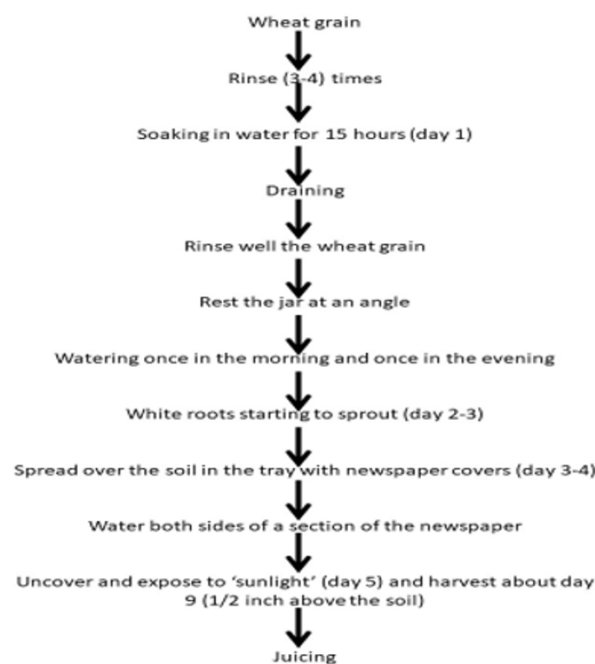 Wheat grain
Rinse (3-4) times
Soaking in water for 15 hours (day 1)
Draining
Rinse well the wheat grain
Rest the jar at an angle
Watering once in the morning and once in the evening
White roots starting to sprout (day 2-3)
Spread over the soil in the tray with newspaper covers (day 3-4)
Water both sides of a section of the newspaper
Uncover and expose to ‘sunlight’ (day 5) and harvest about day
9 (1/2 inch above the soil)
Juicing